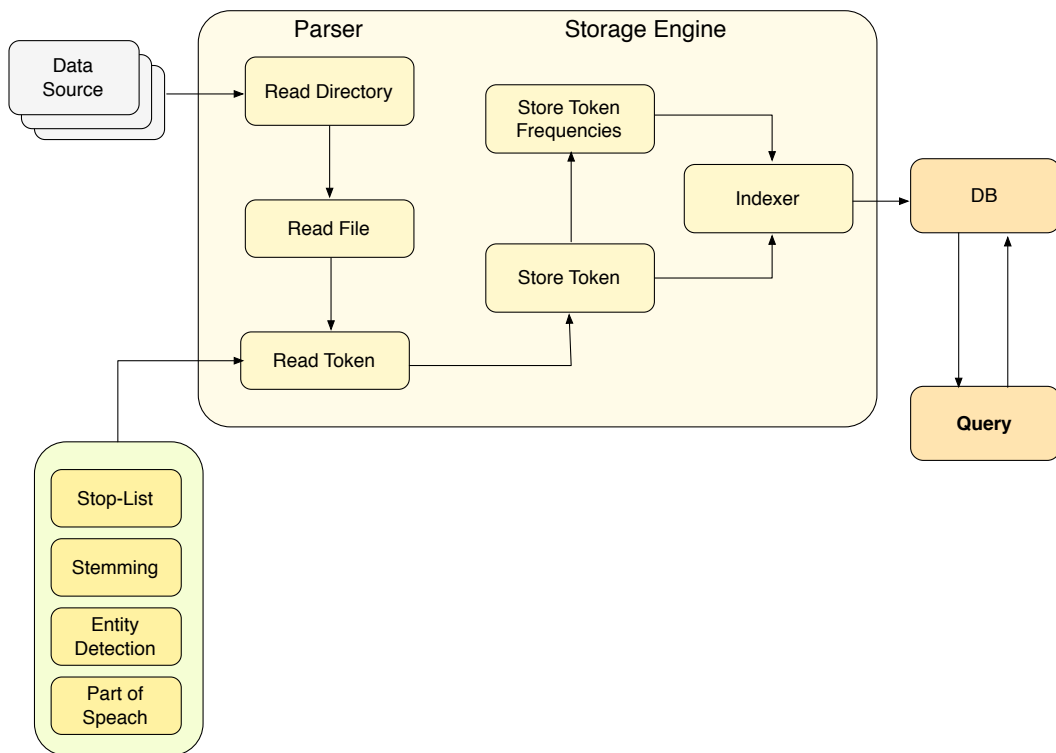 Parser
Storage Engine
Data
Source
Read Directory
Store Token
Frequencies
Indexer
DB
Read File
Store Token
Read Token
Query
Stop-List
Stemming
Entity
Detection
Part of
Speach